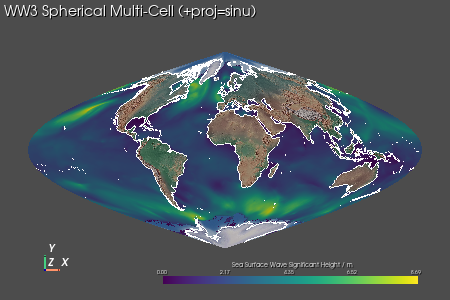 WW3 Spherical Multi-Cell (+proj=sinu)
Y
Z X
Sea Surface Wave Significant Height / m
0.00 2.17 4.35 6.52 8.69